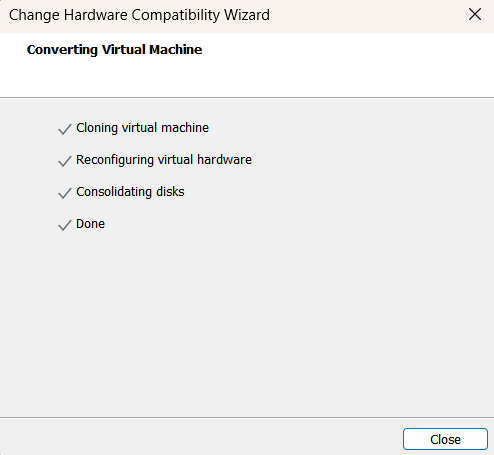 Change Hardware Compatibility Wizard
Converting Virtual Machine
Cloning virtual machine
Reconfiguring virtual hardware
Consolidating disks
Done
Close